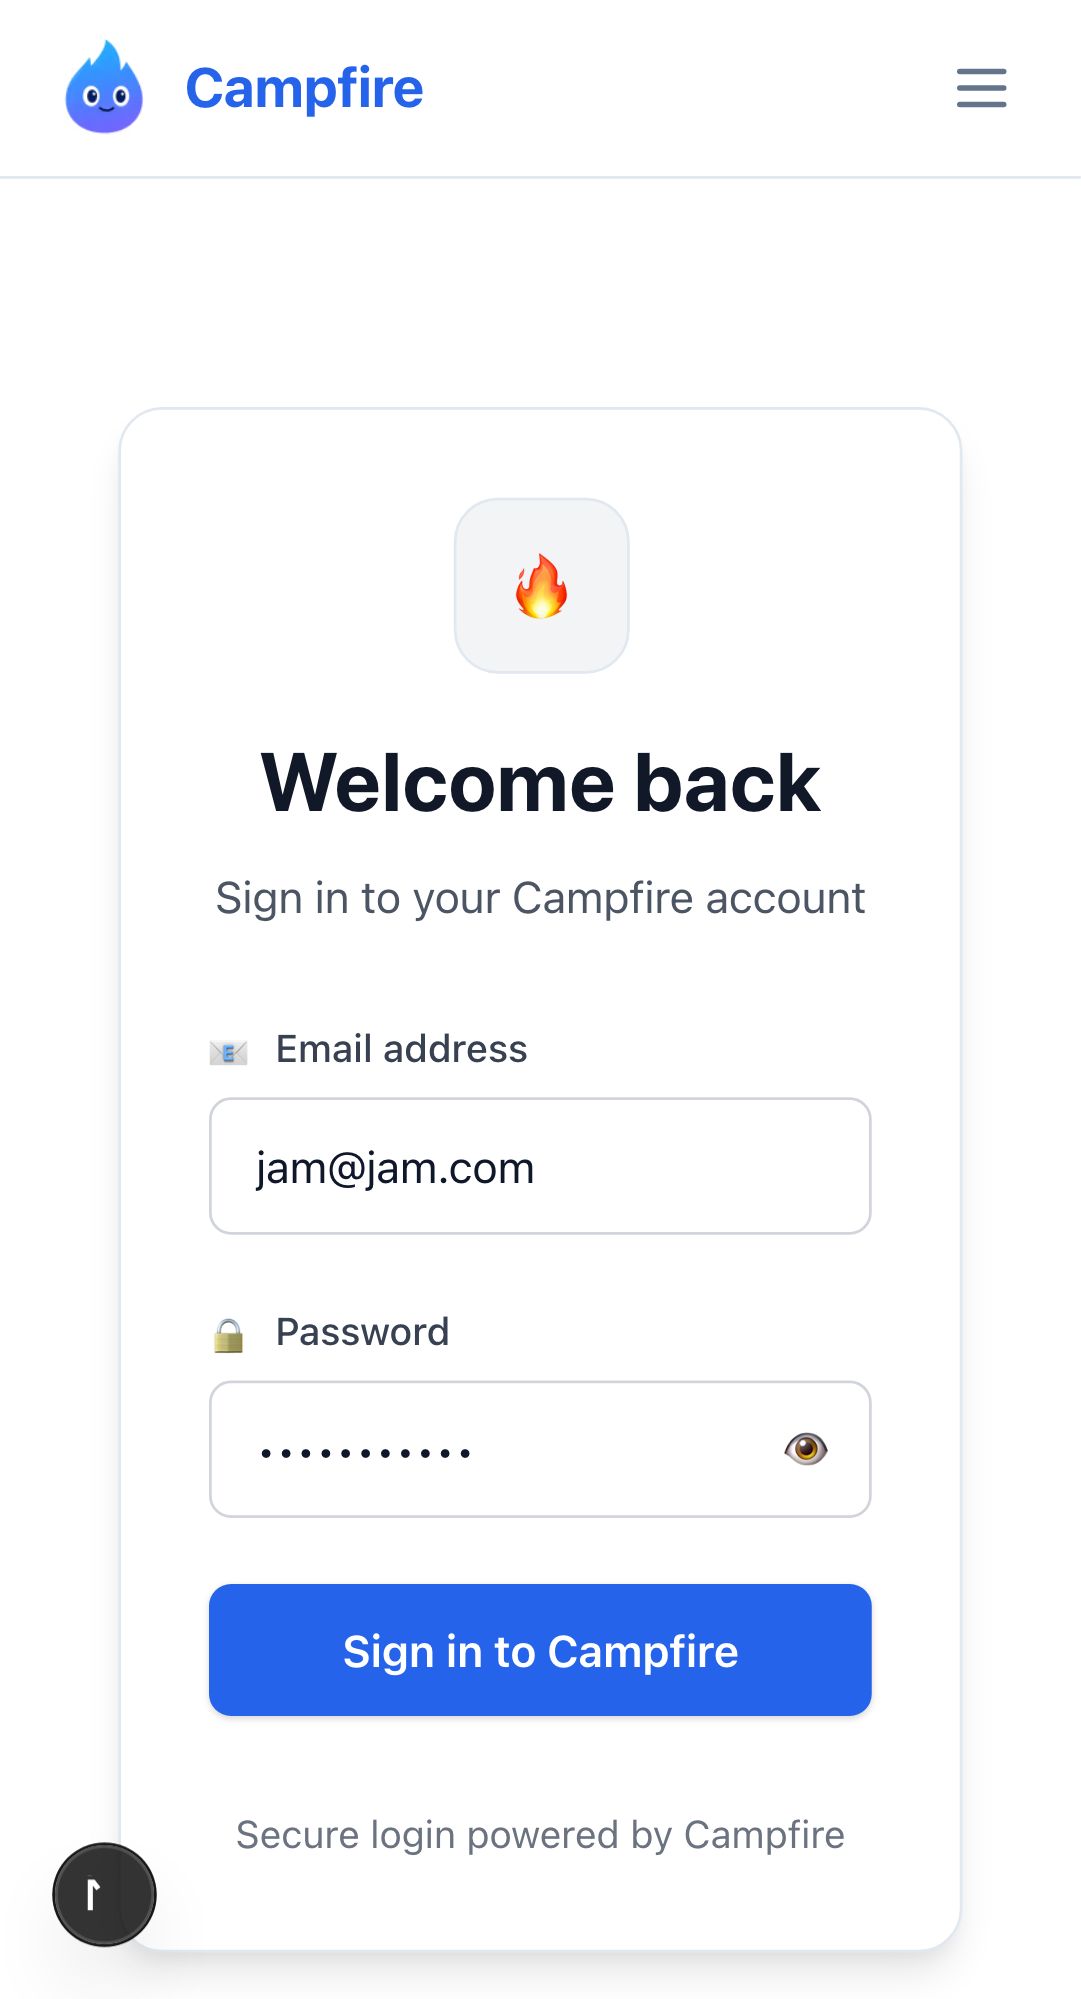 Campfire
Welcome back
Sign in to your Campfire account
Email address
jam@jam.com
Password
•••••••••••
Sign in to Campfire
Secure login powered by Campfire